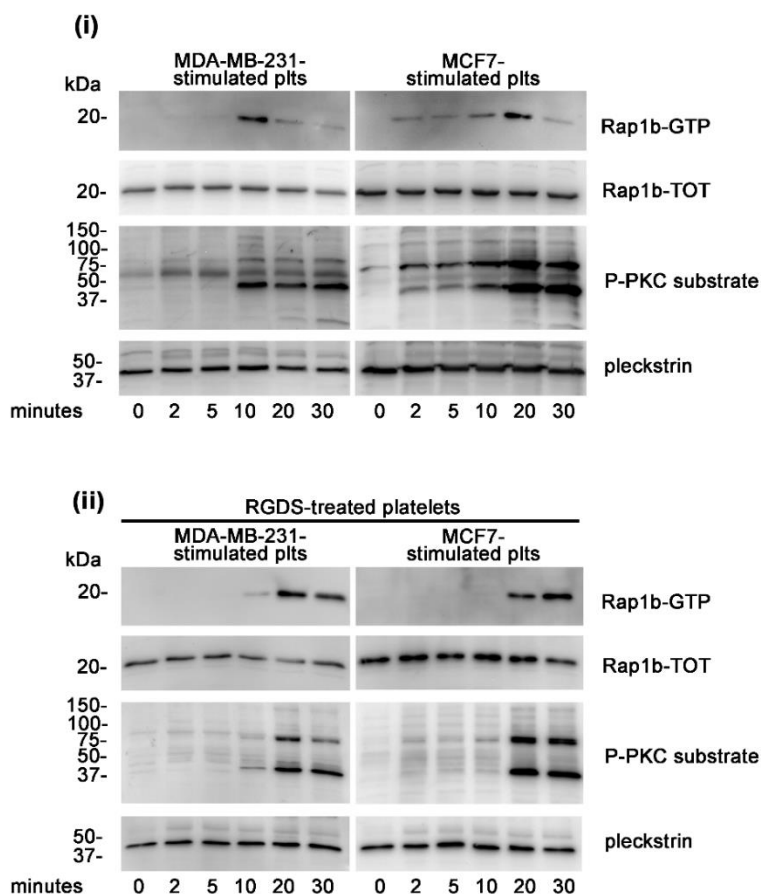 (i)
MDA-MB-231-
stimulated plts
MCF7-
stimulated plts
kDa
20-
Rap1b-GTP
20-
Rap1b-TOT
150-
100-
75-
50-
37-
P-PKC substrate
50-
37-
pleckstrin
minutes 0 2 5 10 20 30 0 2 5 10 20 30
(ii)
RGDS-treated platelets
MDA-MB-231-
stimulated plts
MCF7-
stimulated plts
kDa
20-
Rap1b-GTP
20-
Rap1b-TOT
150-
100-
75-
50-
37-
P-PKC substrate
50-
37-
pleckstrin
minutes 0 2 5 10 20 30 0 2 5 10 20 30